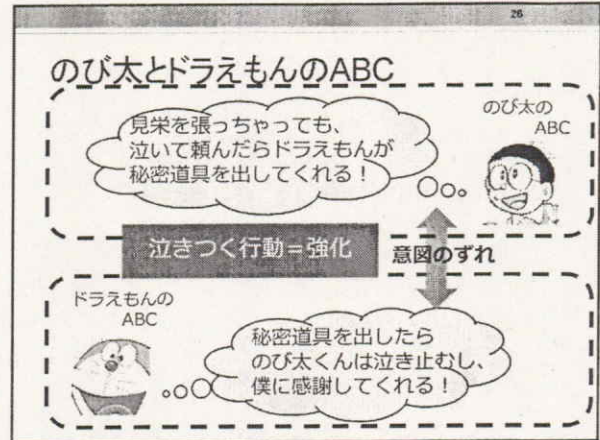 26
のび太とドラえもんのABC
のび太の
ABC
見栄を張っちゃっても、
泣いて頼んだらドラえもんが
秘密道具を出してくれる！
泣きつく行動＝強化
意図のずれ
ドラえもんの
ABC
秘密道具を出したら
のび太くんは泣き止むし、
僕に感謝してくれる！